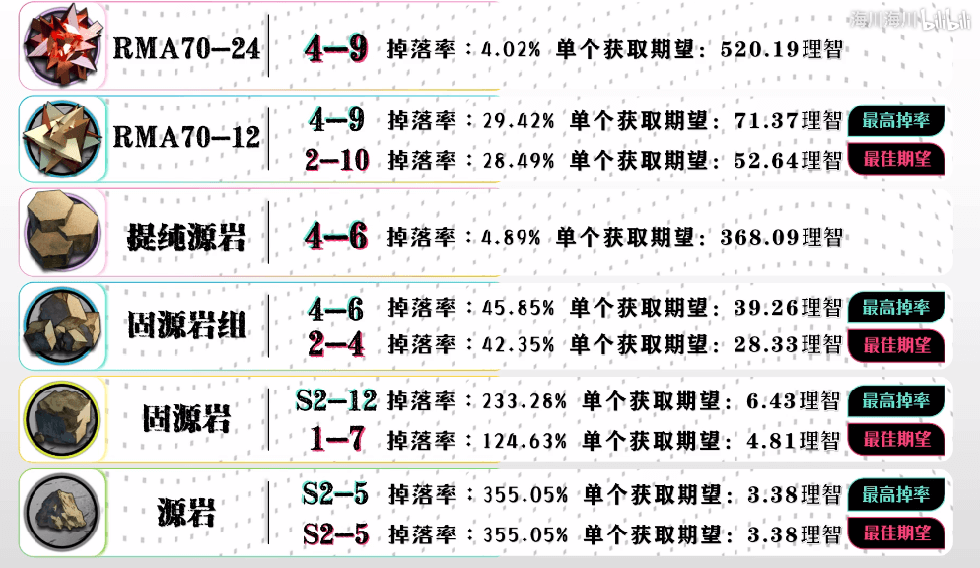 海川海川 bilibili
RMA70-24 4-9 掉落率：4.02% 单个获取期望：520.19理智
RMA70-12 4-9 掉落率：29.42% 单个获取期望：71.37理智 最高掉率
2-10 掉落率：28.49% 单个获取期望：52.64理智 最佳期望
提纯源岩 4-6 掉落率：4.89% 单个获取期望：368.09理智
固源岩组 4-6 掉落率：45.85% 单个获取期望：39.26理智 最高掉率
2-4 掉落率：42.35% 单个获取期望：28.33理智 最佳期望
固源岩 S2-12 掉落率：233.28% 单个获取期望：6.43理智 最高掉率
1-7 掉落率：124.63% 单个获取期望：4.81理智 最佳期望
源岩 S2-5 掉落率：355.05% 单个获取期望：3.38理智 最高掉率
S2-5 掉落率：355.05% 单个获取期望：3.38理智 最佳期望